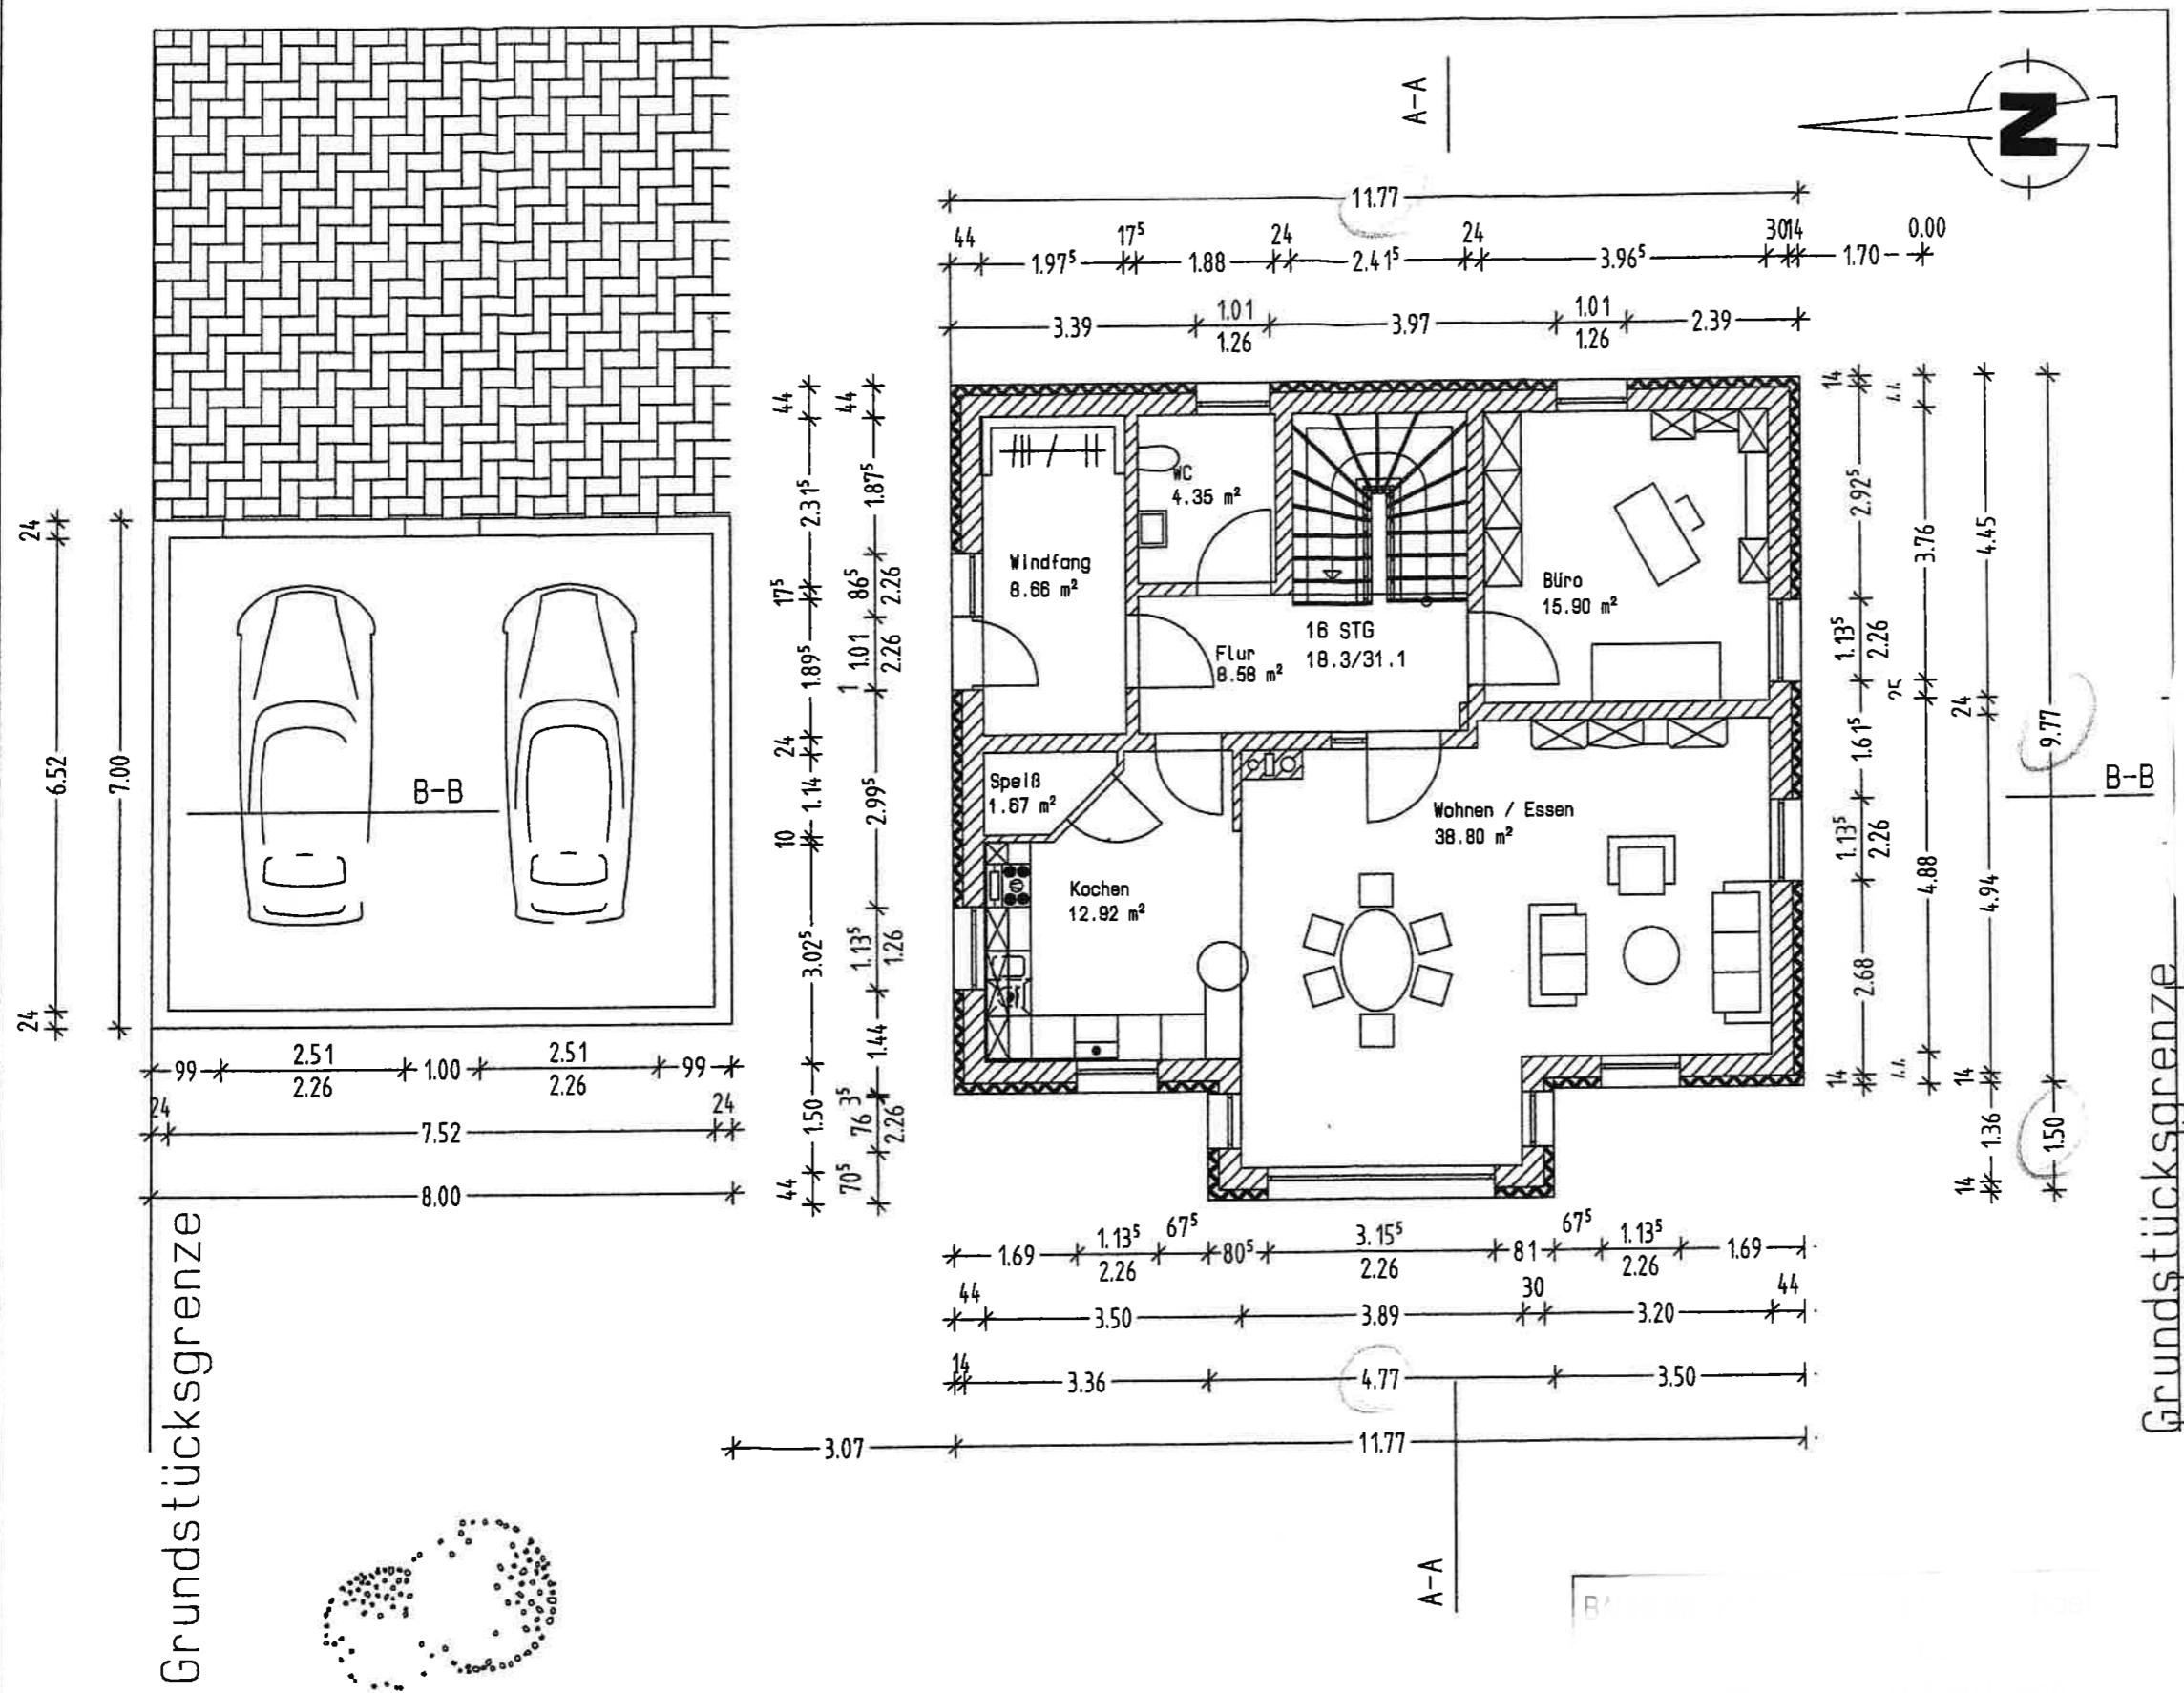 A-A
N
11.77
44 17⁵ 24 24 30 14 0.00
1.97⁵ 1.88 2.41⁵ 3.96⁵ 1.70
3.39 1.01 3.97 1.01 2.39
1.26 1.26
24
6.52
24
7.00
B-B
99 2.51 1.00 2.51 99
2.26 2.26
24 24
7.52
8.00
44
2.31⁵
17⁵
1.89⁵
24
1.14
10
3.02⁵
1.50
44
44
1.87⁵
86⁵
2.26
1
1.01
2.26
2.99⁵
1.13⁵
1.26
1.44
3⁵
76
2.26
70⁵
WC
4.35 m²
Windfang
8.66 m²
Büro
15.90 m²
16 STG
18.3/31.1
Flur
8.58 m²
Speiß
1.67 m²
Wohnen / Essen
38.80 m²
Kochen
12.92 m²
14
2.92⁵
1.13⁵
2.26
1.61⁵
1.13⁵
2.26
2.68
14
3.76
25
4.88
4.45
24
4.94
14
1.36
14
9.77
1.50
B-B
1.69 1.13⁵ 67⁵ 80⁵ 3.15⁵ 81 67⁵ 1.13⁵ 1.69
2.26 2.26 2.26
44 30 44
3.50 3.89 3.20
14
3.36 4.77 3.50
3.07 11.77
A-A
Grundstücksgrenze
Grundstücksgrenze